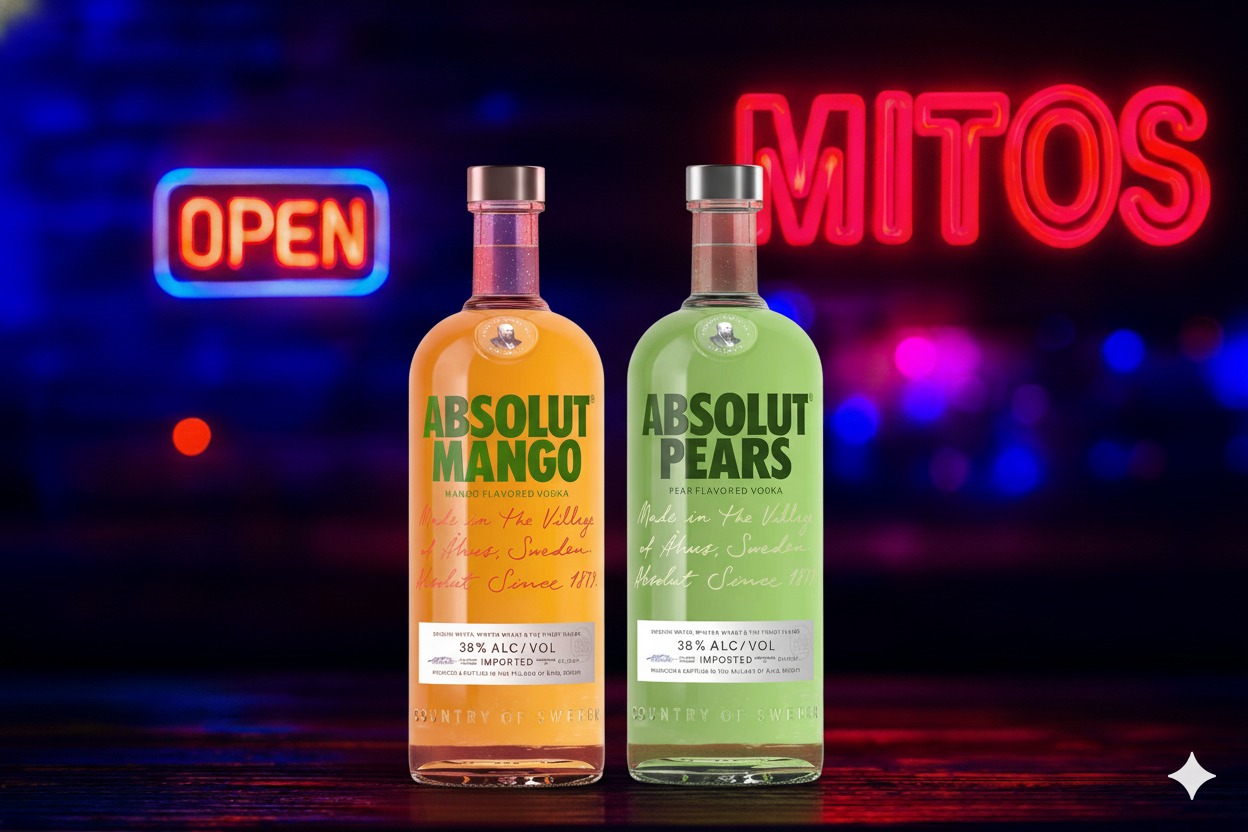 OPEN
MITOS
ABSOLUT
MANGO
MANGO FLAVORED VODKA
Made in the Village
of Åhus, Sweden.
Absolut Since 1879.
38% ALC/VOL
IMPORTED
COUNTRY OF SWEDEN
ABSOLUT
PEARS
PEAR FLAVORED VODKA
Made in the Village
of Åhus, Sweden.
Absolut Since 1879
38% ALC/VOL
IMPOSTED
COUNTRY OF SWEDEN